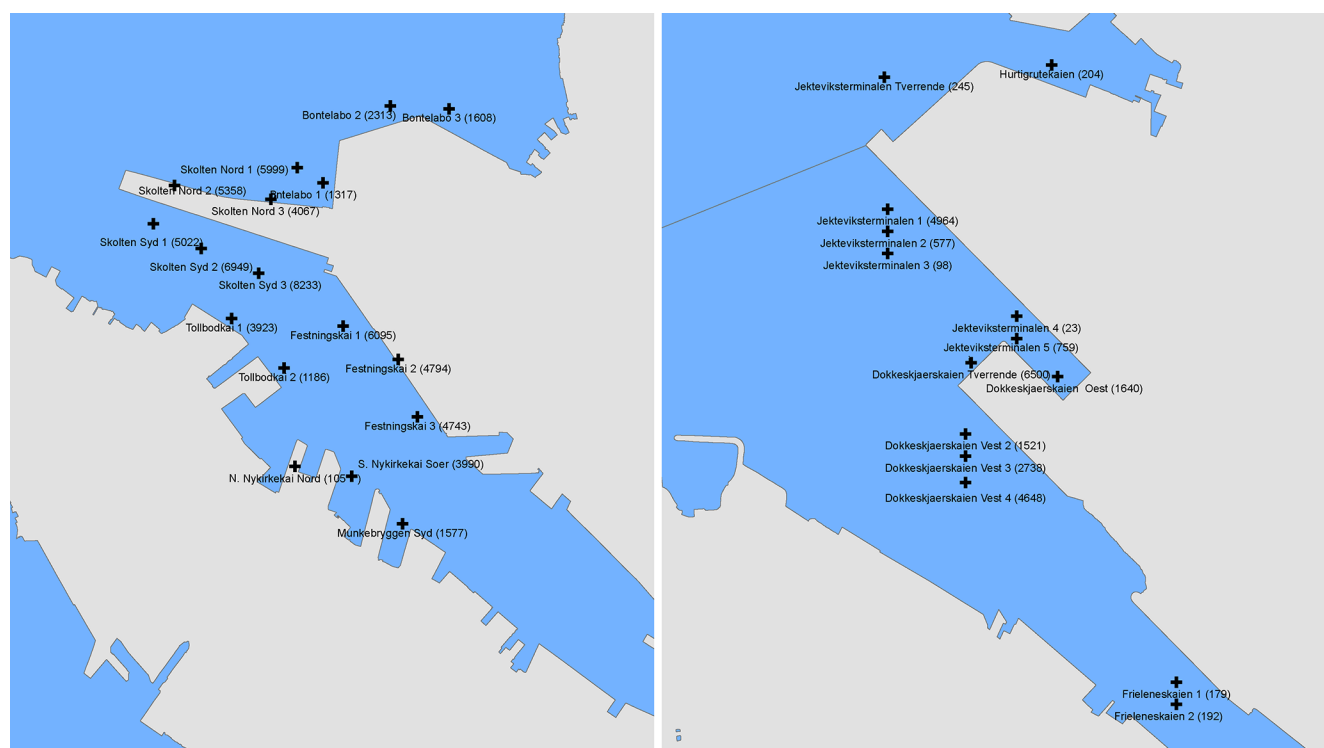 Bontelabo 2 (2313)
Bontelabo 3 (1608)
Skolten Nord 1 (5999)
Skolten Nord 2 (5358)
ntelabo 1 (1317)
Skolten Nord 3 (4067)
Skolten Syd 1 (5022)
Skolten Syd 2 (6949)
Skolten Syd 3 (8233)
Tollbodkai 1 (3923)
Festningskai 1 (6095)
Festningskai 2 (4794)
Tollbodkai 2 (1186)
Festningskai 3 (4743)
S. Nykirkekai Soer (3990)
N. Nykirkekai Nord
Munkebryggen Syd (1577)
Hurtigrutekaien (204)
Jekteviksterminalen Tverrende (245)
Jekteviksterminalen 1 (4964)
Jekteviksterminalen 2 (577)
Jekteviksterminalen 3 (98)
Jekteviksterminalen 4 (23)
Jekteviksterminalen 5 (759)
Dokkeskjaerskaien Tverrende (6500)
Dokkeskjaerskaien Oest (1640)
Dokkeskjaerskaien Vest 2 (1521)
Dokkeskjaerskaien Vest 3 (2738)
Dokkeskjaerskaien Vest 4 (4648)
Frieleneskaien 1 (179)
Frieleneskaien 2 (192)